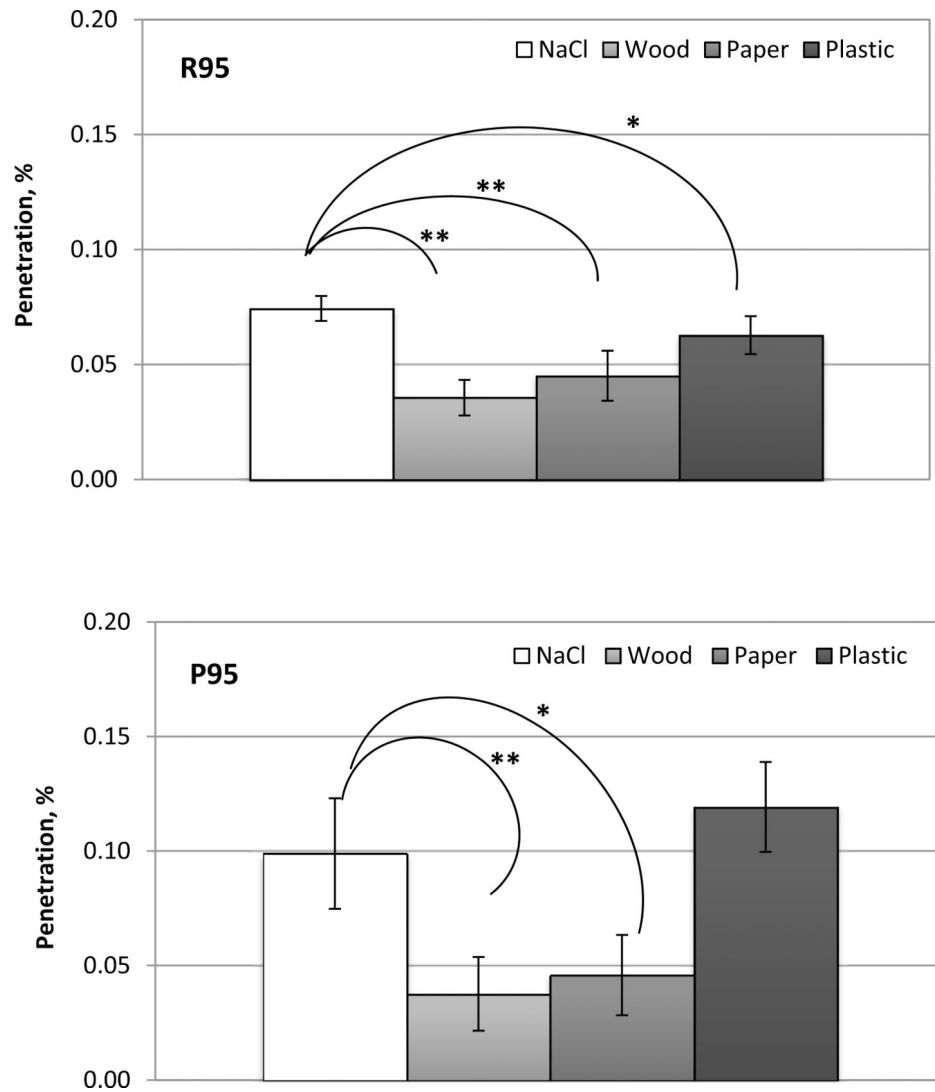 0.20
NaCl Wood Paper Plastic
R95
*
0.15
**
**
0.10
0.05
0.00
Penetration, %
0.20
NaCl Wood Paper Plastic
P95
*
0.15
**
0.10
0.05
0.00
Penetration, %